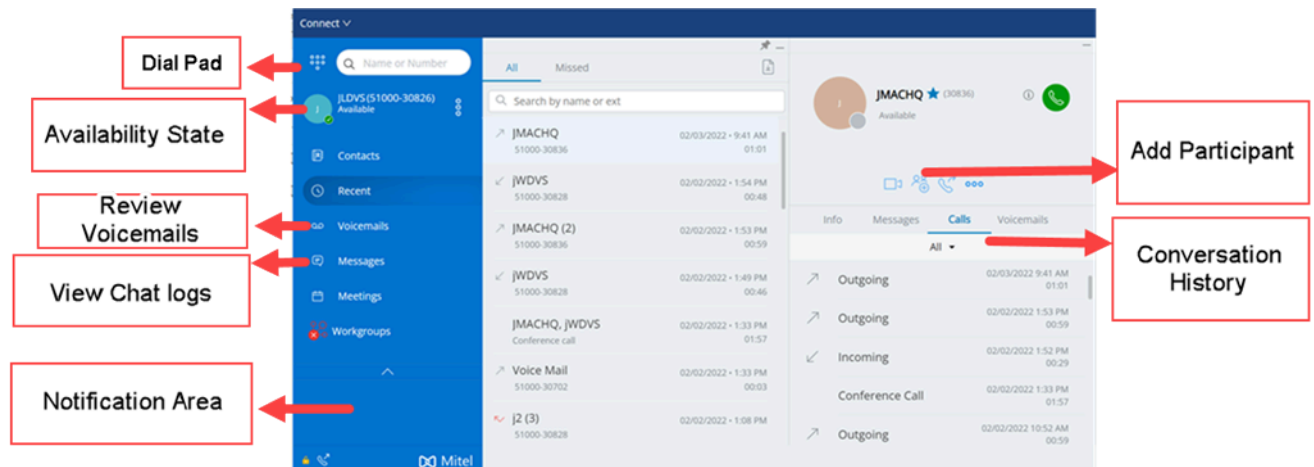 Connect
Dial Pad
Availability State
Review
Voicemails
View Chat logs
Notification Area
Name or Number
JLDVS (51000-30826)
Available
Contacts
Recent
Voicemails
Messages
Meetings
Workgroups
Mitel
All Missed
Search by name or ext
JMACHQ 02/03/2022 • 9:41 AM
51000-30836 01:01
jWDVS 02/02/2022 • 1:54 PM
51000-30828 00:48
JMACHQ (2) 02/02/2022 • 1:53 PM
51000-30836 00:59
jWDVS 02/02/2022 • 1:49 PM
51000-30828 00:46
JMACHQ, jWDVS 02/02/2022 • 1:33 PM
Conference call 01:57
Voice Mail 02/02/2022 • 1:33 PM
51000-30702 00:03
j2 (3) 02/02/2022 • 1:08 PM
51000-30828
J
J
JMACHQ (30836)
Available
Info Messages Calls Voicemails
All
Outgoing 02/03/2022 9:41 AM
01:01
Outgoing 02/02/2022 1:53 PM
00:59
Incoming 02/02/2022 1:52 PM
00:29
Conference Call 02/02/2022 1:33 PM
01:57
Outgoing 02/02/2022 10:52 AM
00:59
Add Participant
Conversation
History